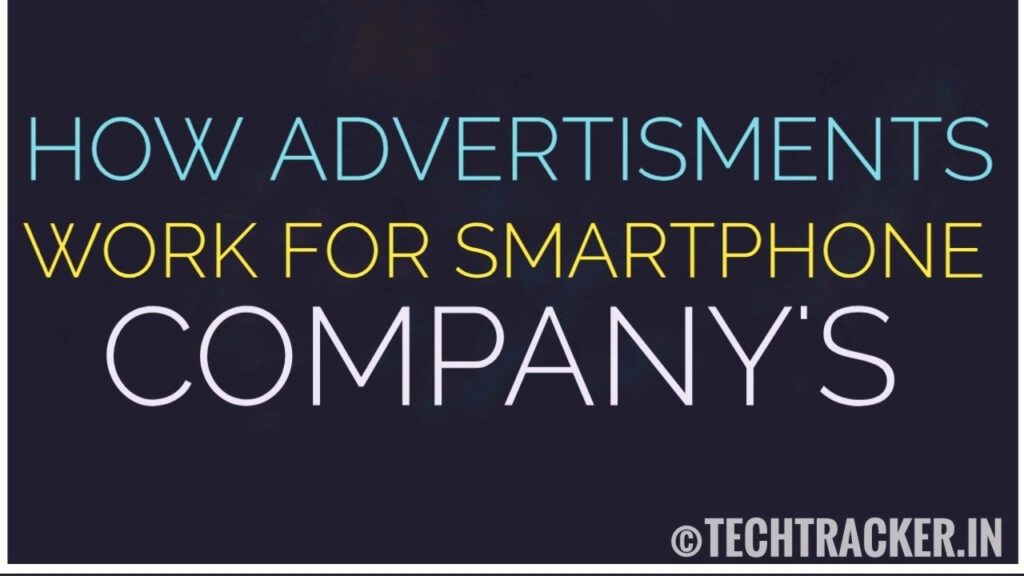 HOW ADVERTISMENTS
WORK FOR SMARTPHONE
COMPANY'S
©TECHTRACKER.IN